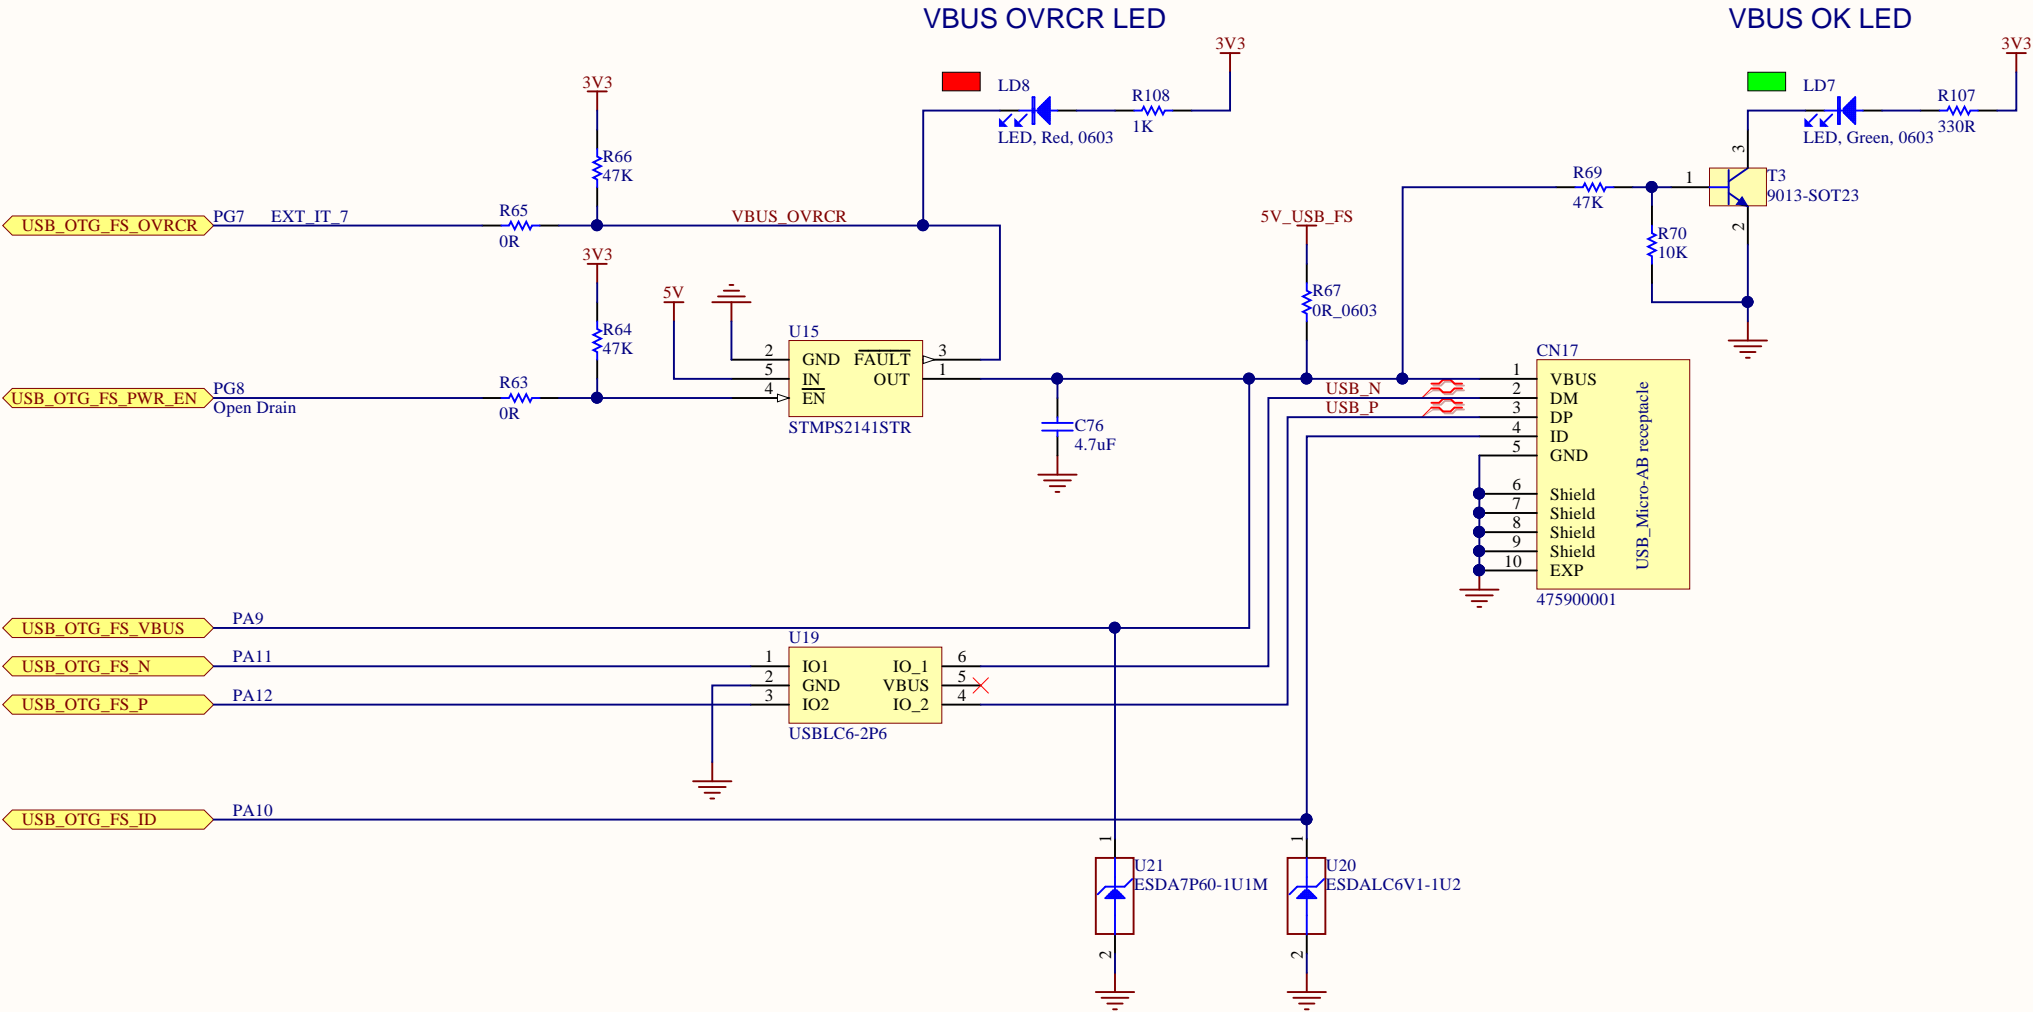 VBUS OVRCR LED
VBUS OK LED
3V3
3V3
LD8
R108
LD7
R107
3V3
1K
330R
LED, Red, 0603
LED, Green, 0603
3
R66
47K
R69
1
T3
47K
9013-SOT23
USB_OTG_FS_OVRCR
PG7
EXT_IT_7
R65
VBUS_OVRCR
5V_USB_FS
2
0R
R70
10K
3V3
5V
R67
0R_0603
R64
47K
U15
2
GND
FAULT
3
5
IN
OUT
1
4
EN
STMPS2141STR
USB_OTG_FS_PWR_EN
PG8
Open Drain
R63
0R
C76
4.7uF
USB_N
USB_P
CN17
1
VBUS
2
DM
3
DP
4
ID
5
GND
6
Shield
7
Shield
8
Shield
9
Shield
10
EXP
USB_Micro-AB receptacle
475900001
USB_OTG_FS_VBUS
PA9
U19
USB_OTG_FS_N
PA11
1
IO1
IO_1
6
2
GND
VBUS
5
USB_OTG_FS_P
PA12
3
IO2
IO_2
4
USBLC6-2P6
USB_OTG_FS_ID
PA10
1
1
U21
ESDA7P60-1U1M
U20
ESDALC6V1-1U2
2
2